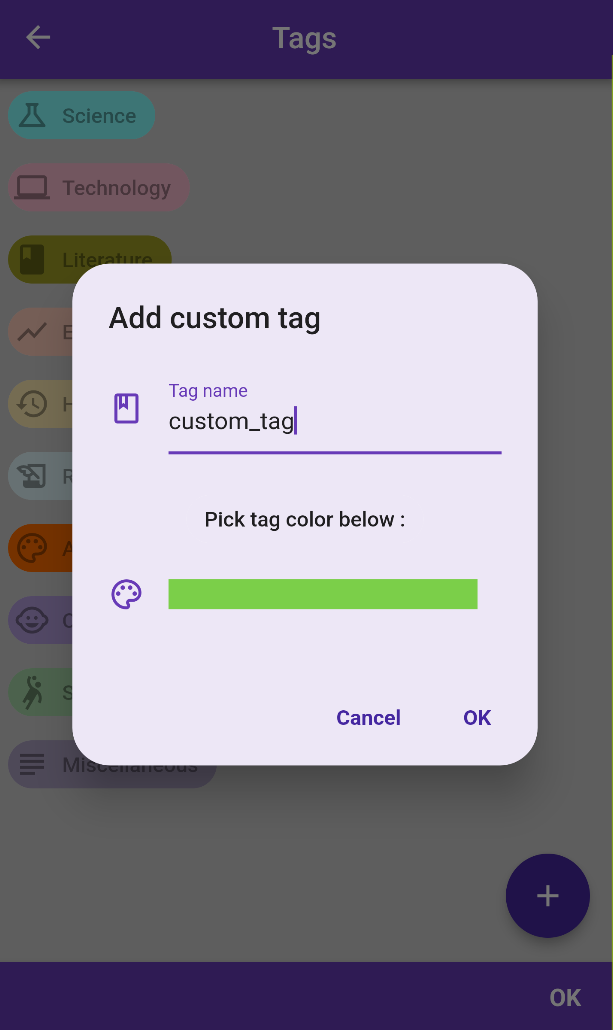 Tags
Science
Technology
Literature
Add custom tag
Tag name
custom_tag
Pick tag color below :
Cancel
OK
Miscellaneous
OK